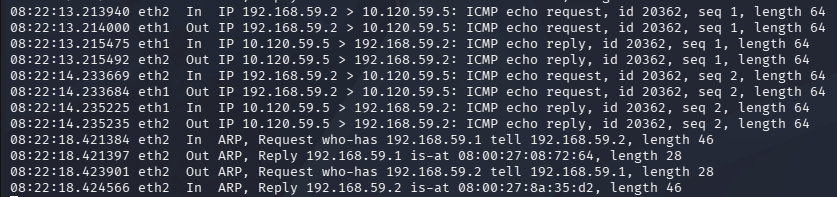 08:22:13.213940 eth2  In  IP 192.168.59.2 > 10.120.59.5: ICMP echo request, id 20362, seq 1, length 64
08:22:13.214000 eth1  Out IP 192.168.59.2 > 10.120.59.5: ICMP echo request, id 20362, seq 1, length 64
08:22:13.215475 eth1  In  IP 10.120.59.5 > 192.168.59.2: ICMP echo reply, id 20362, seq 1, length 64
08:22:13.215492 eth2  Out IP 10.120.59.5 > 192.168.59.2: ICMP echo reply, id 20362, seq 1, length 64
08:22:14.233669 eth2  In  IP 192.168.59.2 > 10.120.59.5: ICMP echo request, id 20362, seq 2, length 64
08:22:14.233684 eth1  Out IP 192.168.59.2 > 10.120.59.5: ICMP echo request, id 20362, seq 2, length 64
08:22:14.235225 eth1  In  IP 10.120.59.5 > 192.168.59.2: ICMP echo reply, id 20362, seq 2, length 64
08:22:14.235235 eth2  Out IP 10.120.59.5 > 192.168.59.2: ICMP echo reply, id 20362, seq 2, length 64
08:22:18.421384 eth2  In  ARP, Request who-has 192.168.59.1 tell 192.168.59.2, length 46
08:22:18.421397 eth2  Out ARP, Reply 192.168.59.1 is-at 08:00:27:08:72:64, length 28
08:22:18.423901 eth2  Out ARP, Request who-has 192.168.59.2 tell 192.168.59.1, length 28
08:22:18.424566 eth2  In  ARP, Reply 192.168.59.2 is-at 08:00:27:8a:35:d2, length 46